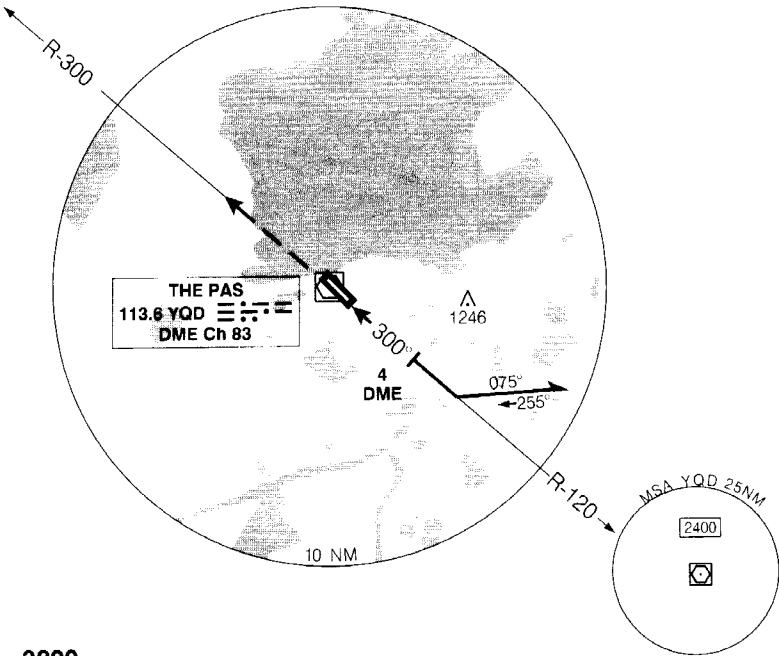 R-300
THE PAS
113.6 YQD
DME Ch 83
1246
300°
4
DME
075°
255°
R-120
10 NM
MSA YQD 25NM
2400